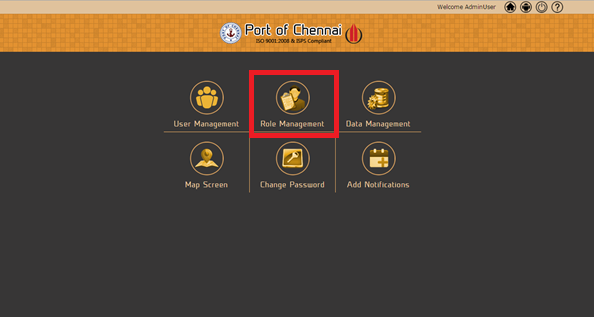 Welcome AdminUser
Port of Chennai
ISO 9001:2008 & ISPS Compliant
User Management
Role Management
Data Management
Map Screen
Change Password
Add Notifications